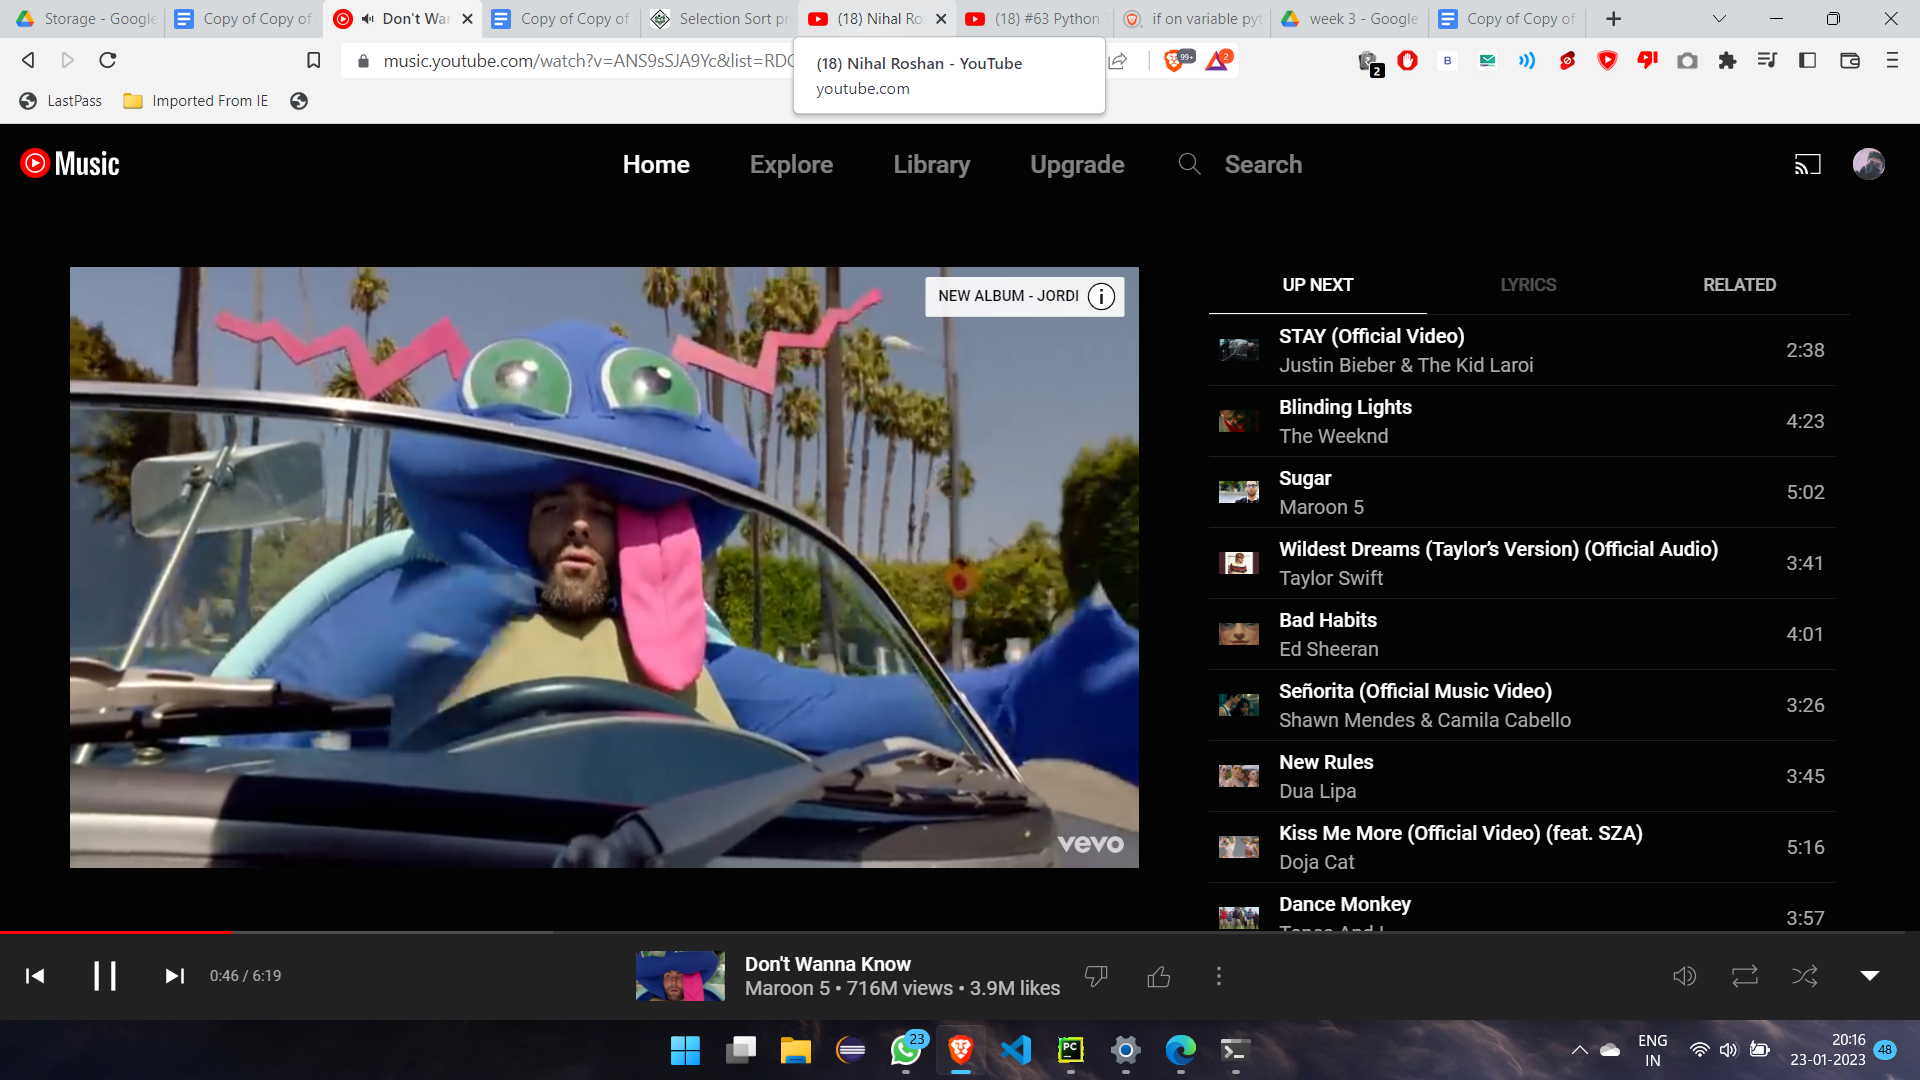 Storage - Google
Copy of Copy of
Don't Wa
Copy of Copy of
Selection Sort pr
(18) Nihal Ro
(18) #63 Python
if on variable pyt
week 3 - Google
Copy of Copy of
music.youtube.com/watch?v=ANS9sSJA9Yc&list=RDC
99+
2
2
B
(18) Nihal Roshan - YouTube
youtube.com
LastPass
Imported From IE
Music
Home
Explore
Library
Upgrade
Search
NEW ALBUM - JORDI
vevo
UP NEXT
LYRICS
RELATED
STAY (Official Video)
Justin Bieber & The Kid Laroi
2:38
Blinding Lights
The Weeknd
4:23
Sugar
Maroon 5
5:02
Wildest Dreams (Taylor’s Version) (Official Audio)
Taylor Swift
3:41
Bad Habits
Ed Sheeran
4:01
Señorita (Official Music Video)
Shawn Mendes & Camila Cabello
3:26
New Rules
Dua Lipa
3:45
Kiss Me More (Official Video) (feat. SZA)
Doja Cat
5:16
Dance Monkey
3:57
0:46 / 6:19
Don't Wanna Know
Maroon 5 • 716M views • 3.9M likes
23
PC
ENG
IN
20:16
23-01-2023
48